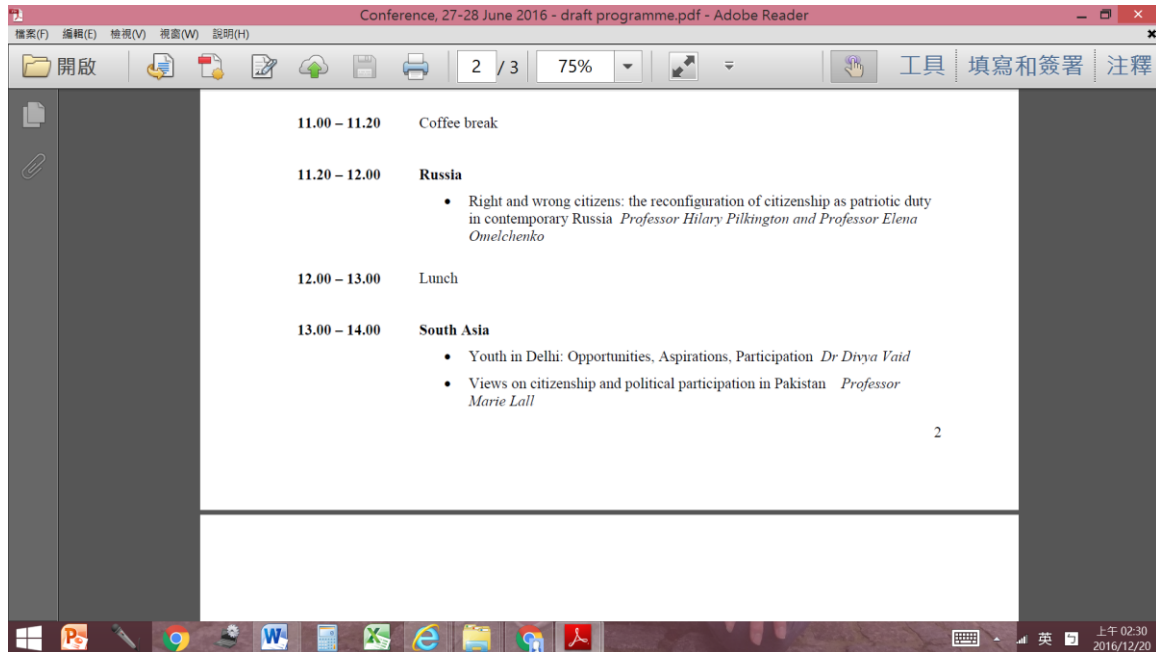 Conference, 27-28 June 2016 - draft programme.pdf - Adobe Reader
檔案(F) 編輯(E) 檢視(V) 視窗(W) 說明(H)
開啟 2 / 3 75% 工具 填寫和簽署 注釋
11.00 – 11.20 Coffee break
11.20 – 12.00 Russia
• Right and wrong citizens: the reconfiguration of citizenship as patriotic duty
in contemporary Russia Professor Hilary Pilkington and Professor Elena
Omelchenko
12.00 – 13.00 Lunch
13.00 – 14.00 South Asia
• Youth in Delhi: Opportunities, Aspirations, Participation Dr Divya Vaid
• Views on citizenship and political participation in Pakistan Professor
Marie Lall
2
英
上午 02:30
2016/12/20